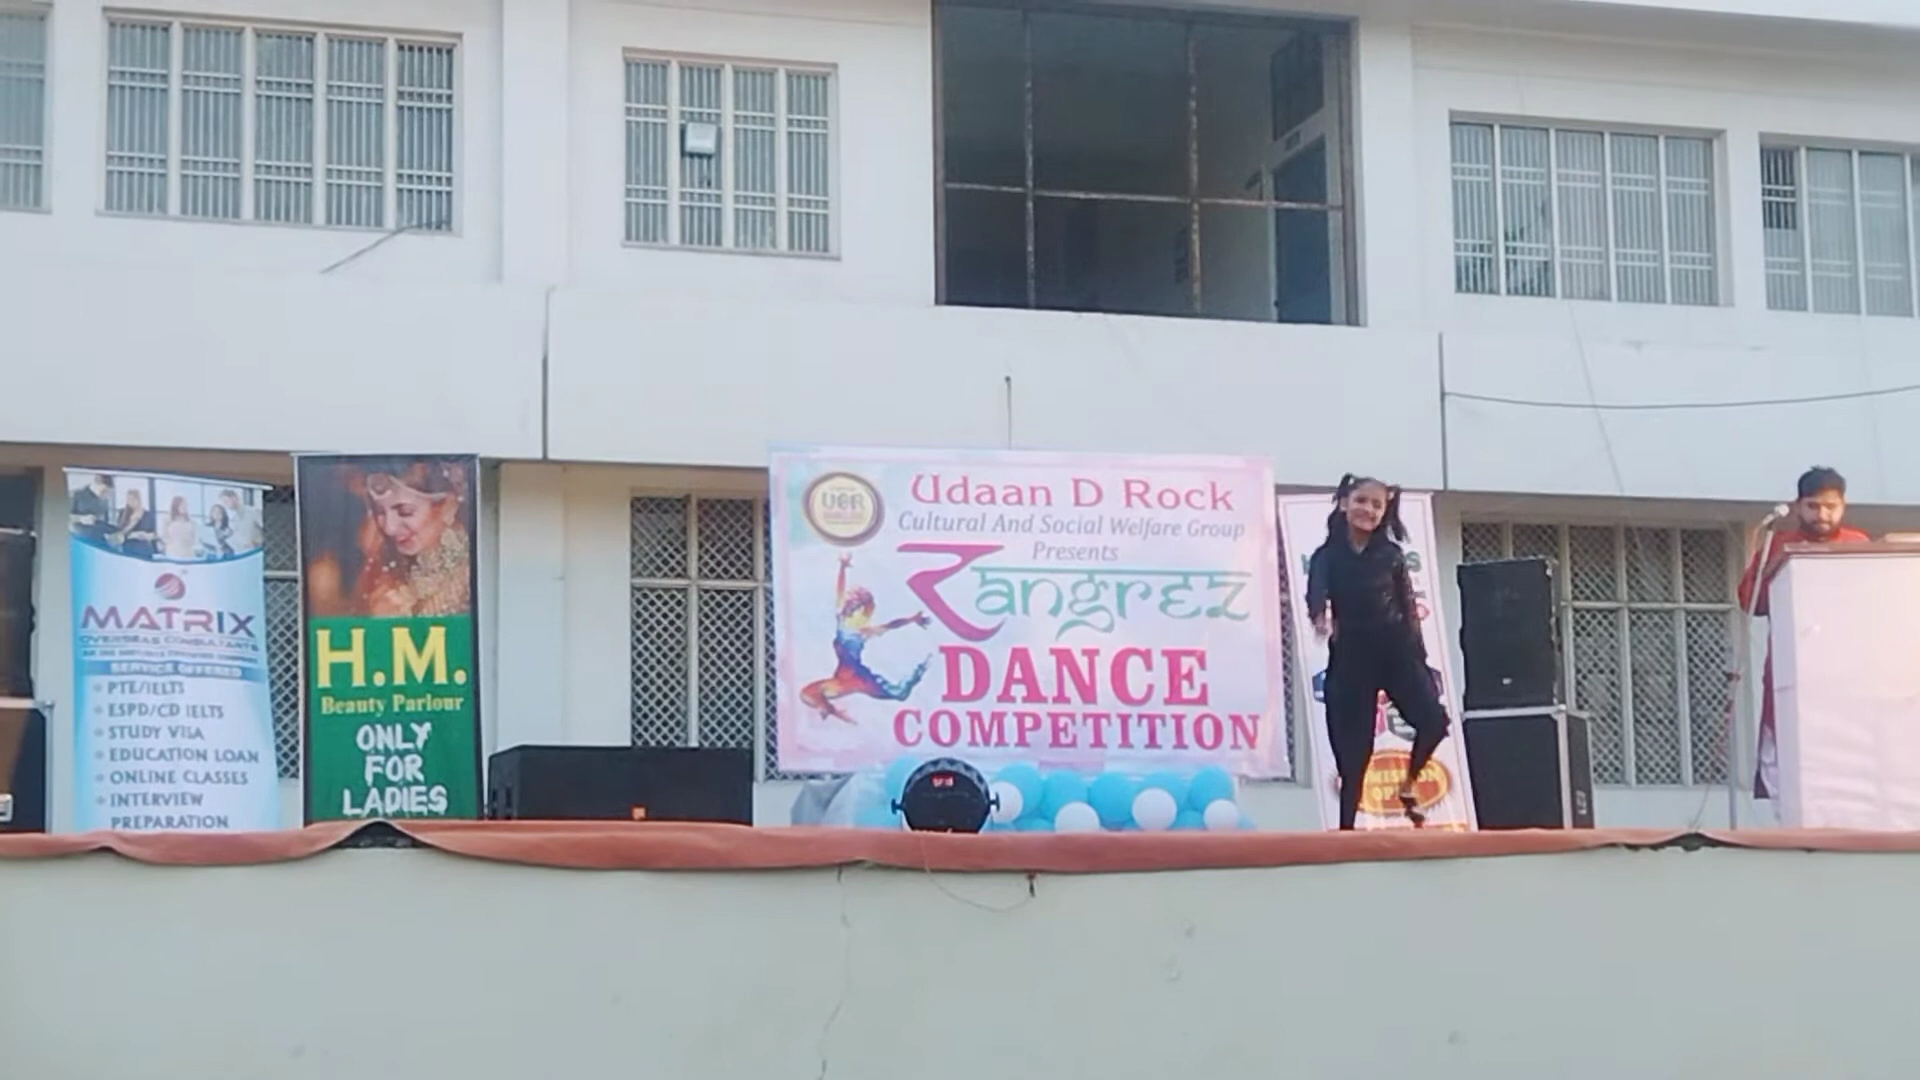 MATRIX
OVERSEAS CONSULTANTS
SERVICE OFFERED
PTE/IELTS
ESPD/CD IELTS
STUDY VISA
EDUCATION LOAN
ONLINE CLASSES
INTERVIEW
PREPARATION
H.M.
Beauty Parlour
ONLY
FOR
LADIES
UDR
Udaan D Rock
Cultural And Social Welfare Group
Presents
Rangrez
DANCE
COMPETITION